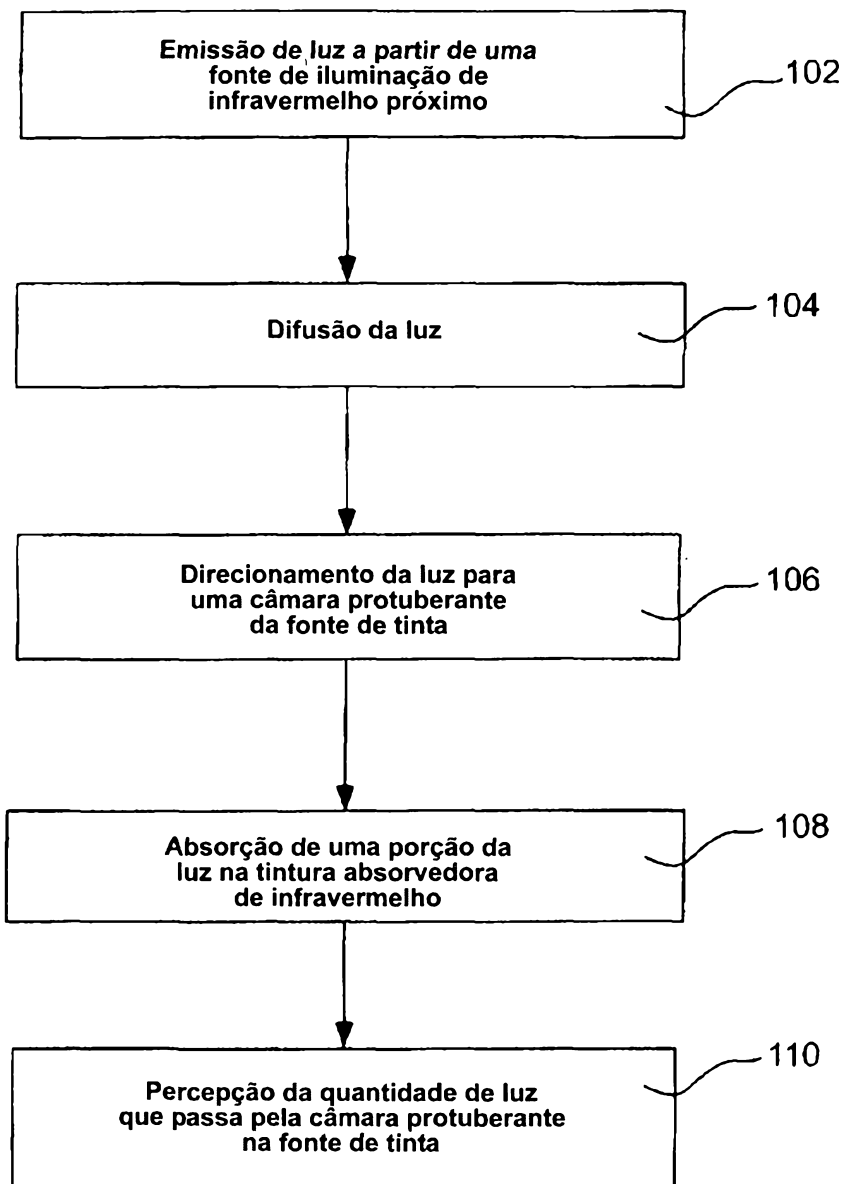 Emissão de luz a partir de uma
fonte de iluminação de
infravermelho próximo
102
Difusão da luz
104
Direcionamento da luz para
uma câmara protuberante
da fonte de tinta
106
Absorção de uma porção da
luz na tintura absorvedora
de infravermelho
108
Percepção da quantidade de luz
que passa pela câmara protuberante
na fonte de tinta
110